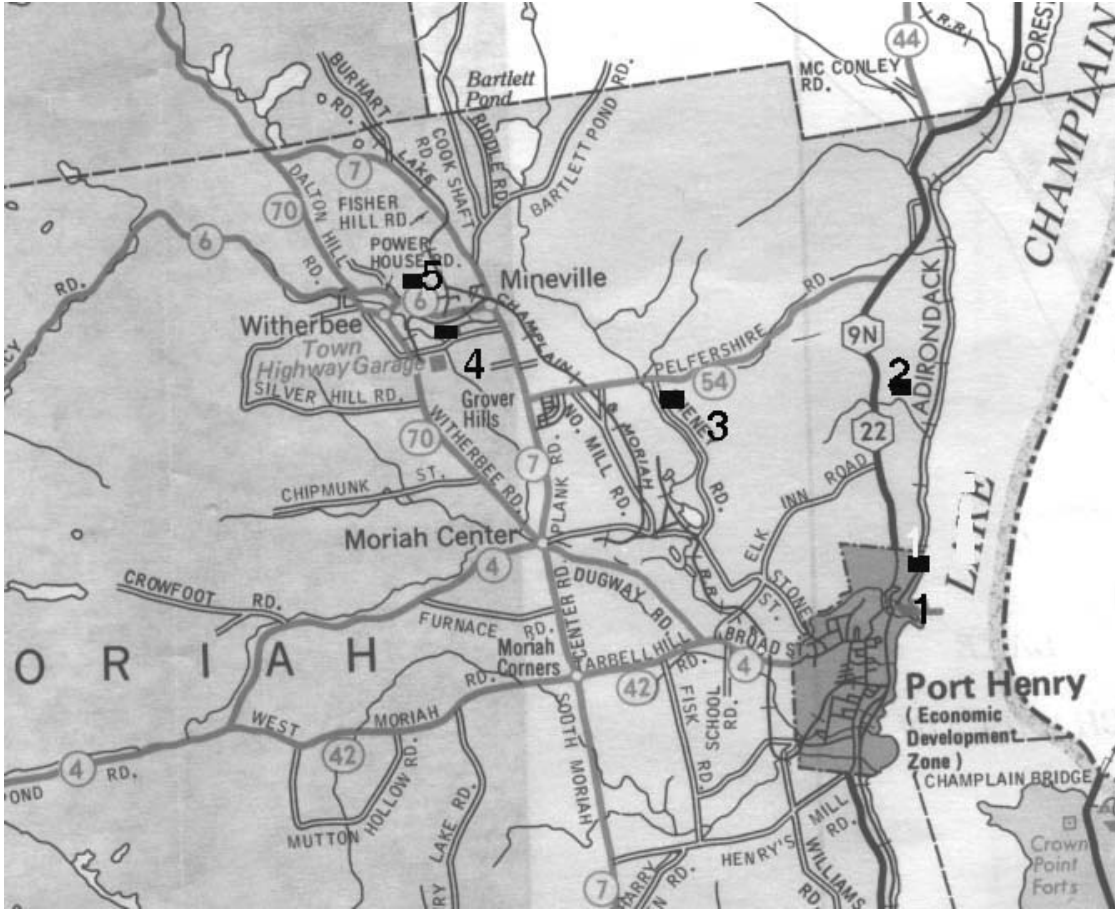 44
R.R.
FOREST
MC CONLEY
RD.
CHAMPLAIN
BURHART
RD.
Bartlett
Pond
LAKE
COOK SHAFT
RD.
RIDDLE RD.
BARTLETT POND RD.
7
FISHER
HILL RD
70
DALTON HILL
RD.
6
POWER
HOUSE RD.
5
6
Mineville
RD.
Witherbee
Town
Highway Garage
4
CHAMPLAIN
& MORIAH
PELFERSHIRE
RD
54
9N
2
ADIRONDACK
SILVER HILL RD.
Grover
Hills
3
22
NO. MILL RD.
RD.
70
WITHERBEE RD.
7
PLANK RD.
CHIPMUNK ST.
ELK INN ROAD
Moriah Center
4
LAKE
1
CROWFOOT RD.
DUGWAY RD.
R.R.
STONE
ST.
FURNACE RD.
CENTER RD.
Moriah
Corners
TARBELL HILL
RD.
BROAD ST.
4
42
ORIAH
WEST MORIAH RD.
42
FISK RD.
SCHOOL
RD.
Port Henry
( Economic
Development
Zone )
CHAMPLAIN BRIDGE
4
POND RD.
MUTTON
HOLLOW RD.
LAKE RD.
SOUTH MORIAH
7
HENRY'S
MILL
RD.
WILLIAMS
RD.
Crown
Point
Forts